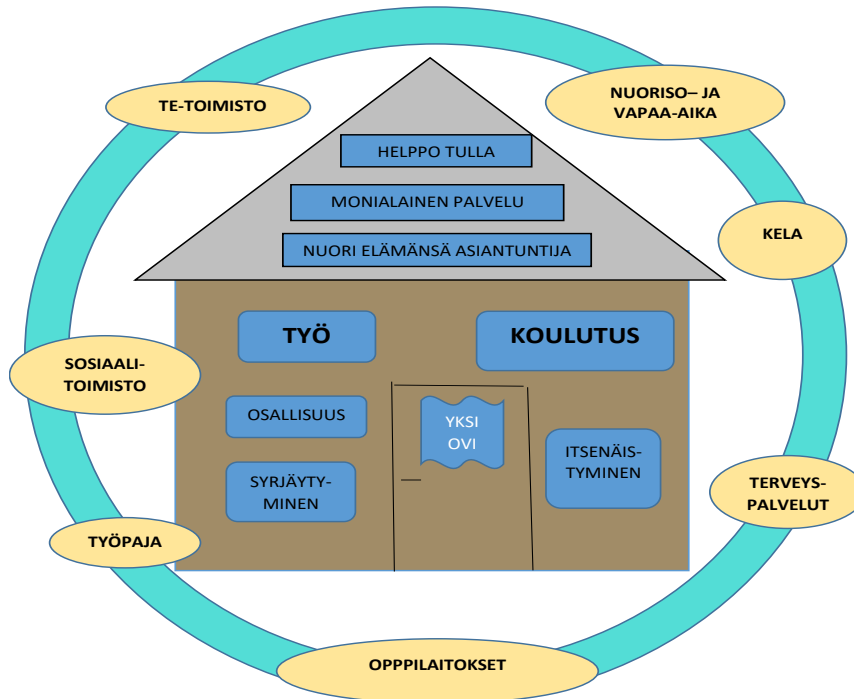 TE-TOIMISTO
NUORISO– JA
VAPAA-AIKA
HELPPO TULLA
MONIALAINEN PALVELU
NUORI ELÄMÄNSÄ ASIANTUNTIJA
KELA
TYÖ
KOULUTUS
SOSIAALI-
TOIMISTO
OSALLISUUS
YKSI
OVI
ITSENÄIS-
TYMINEN
SYRJÄYTY-
MINEN
TERVEYS-
PALVELUT
TYÖPAJA
OPPPILAITOKSET